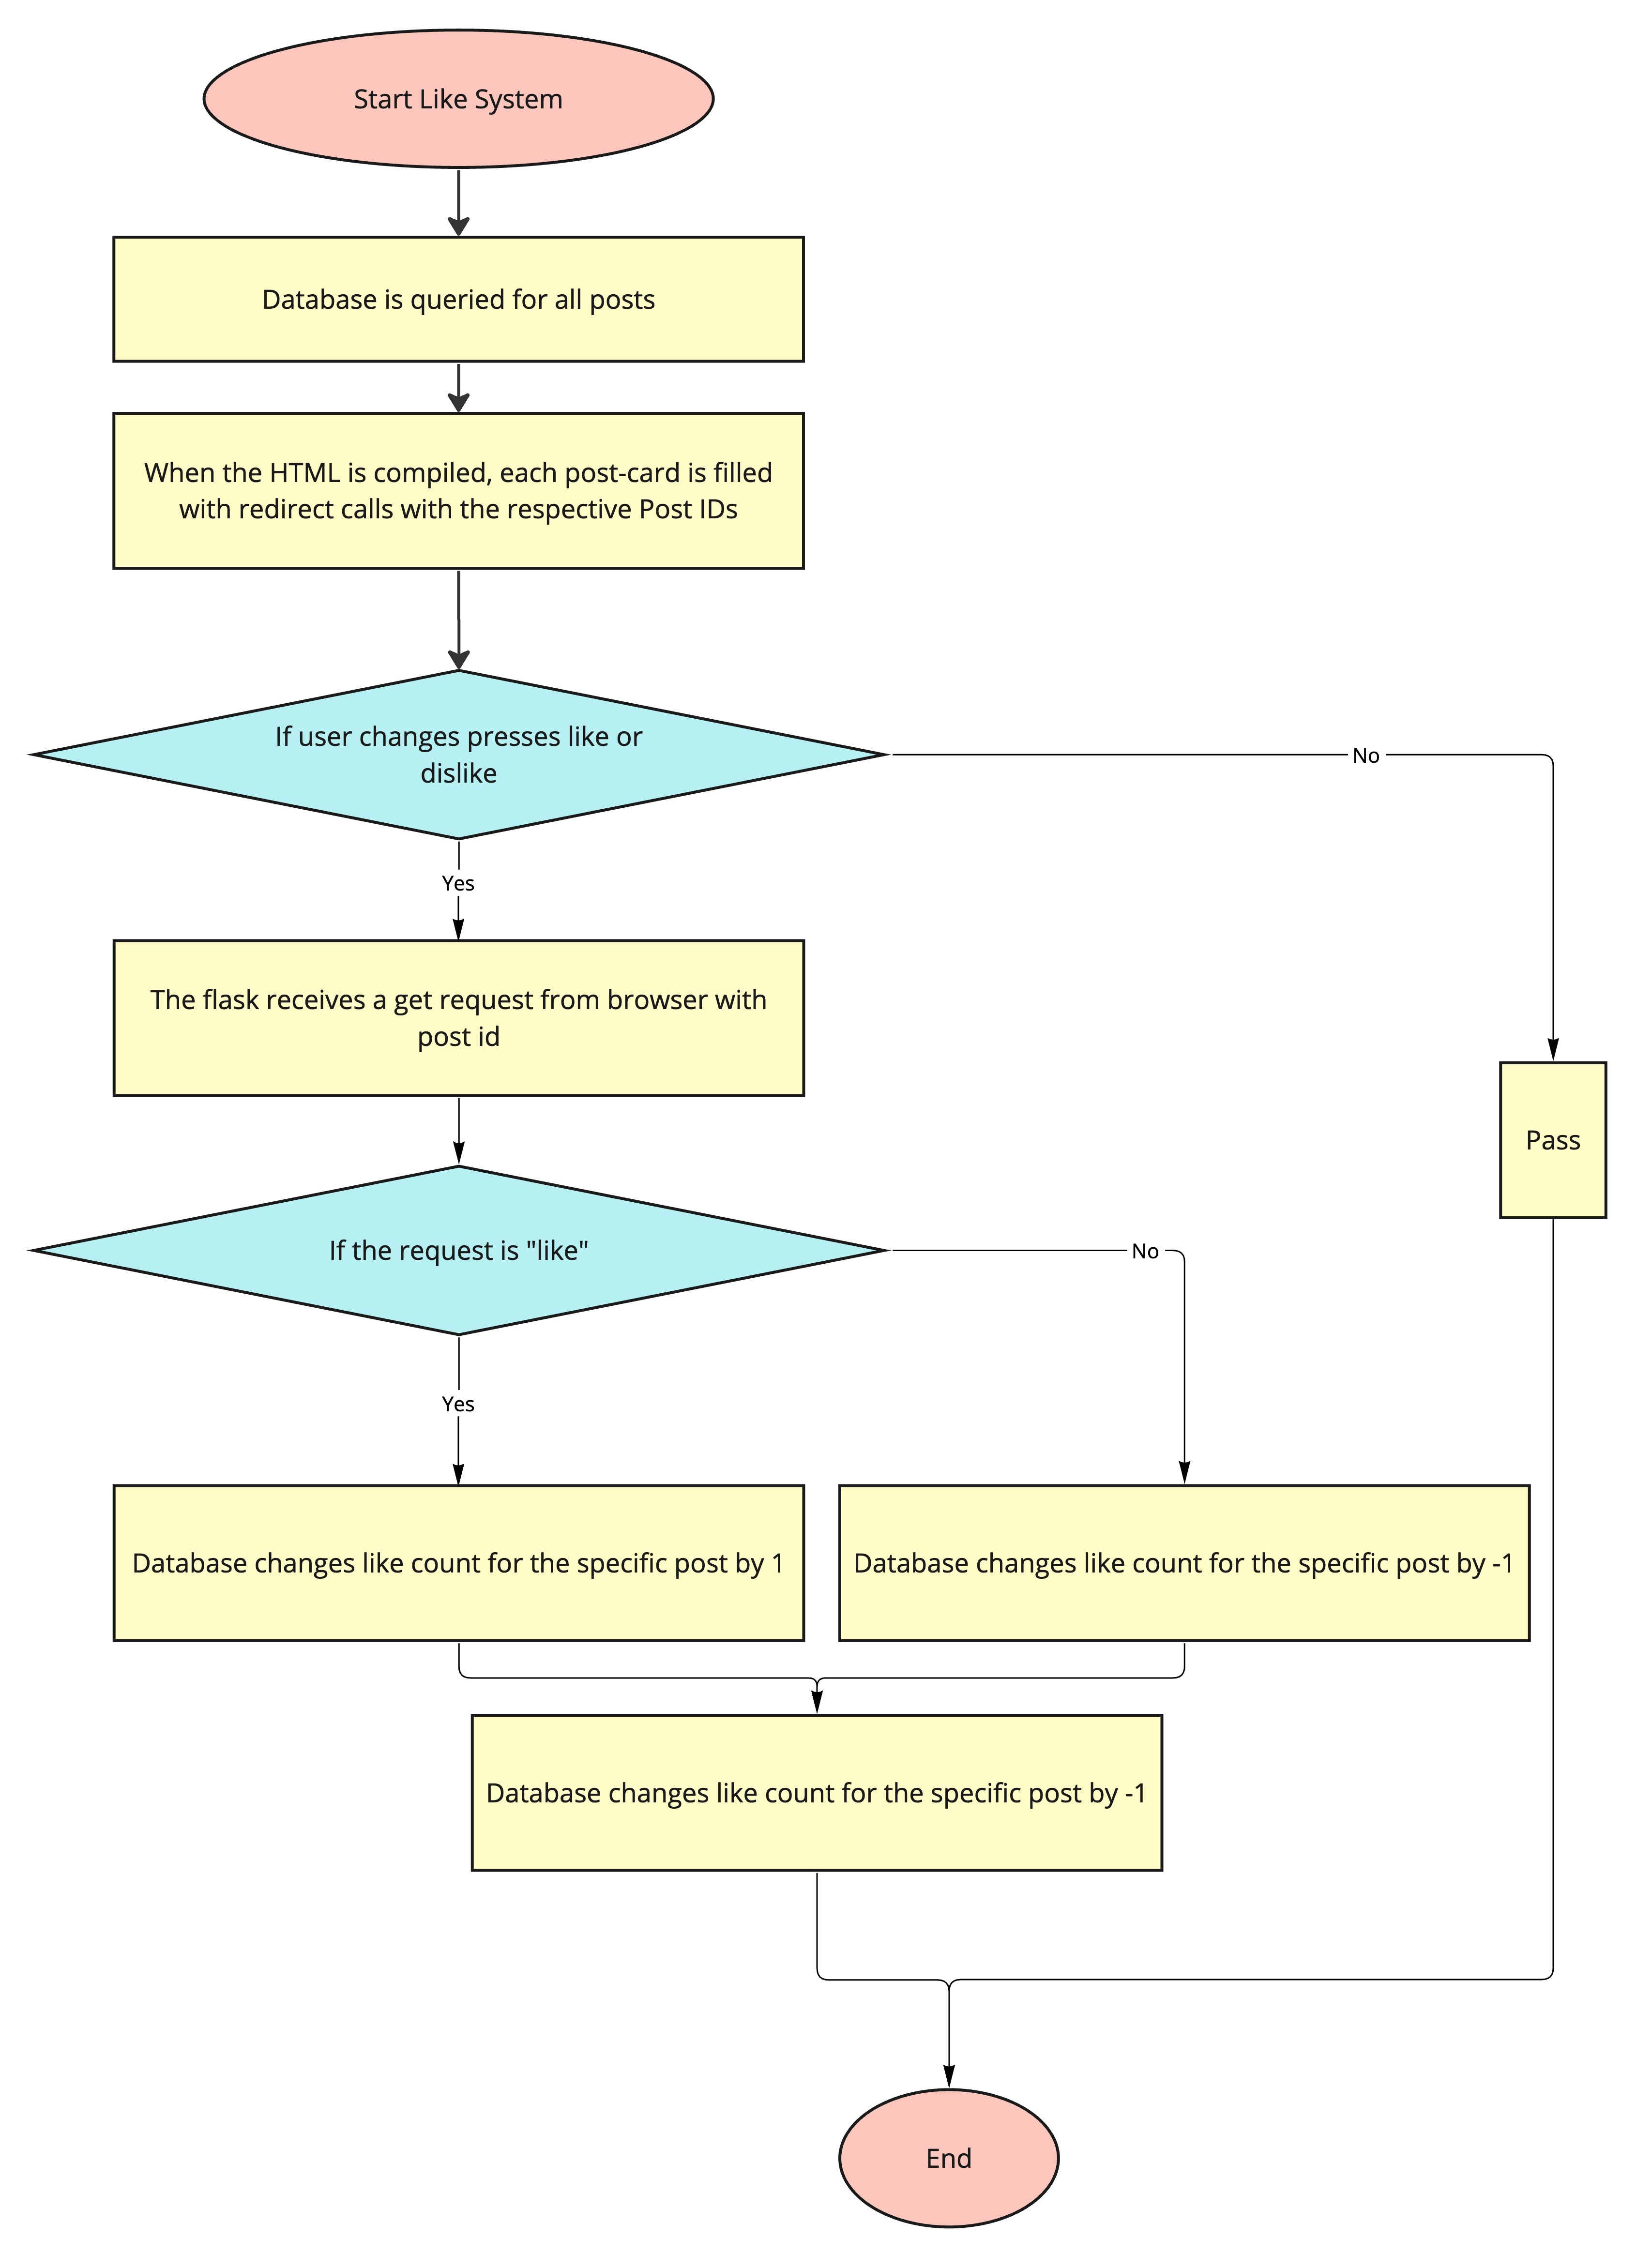 Start Like System
Database is queried for all posts
When the HTML is compiled, each post-card is filled
with redirect calls with the respective Post IDs
If user changes presses like or
dislike
No
Yes
The flask receives a get request from browser with
post id
Pass
If the request is "like"
No
Yes
Database changes like count for the specific post by 1
Database changes like count for the specific post by -1
Database changes like count for the specific post by -1
End